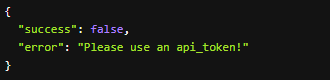 {
  "success": false,
  "error": "Please use an api_token!"
}